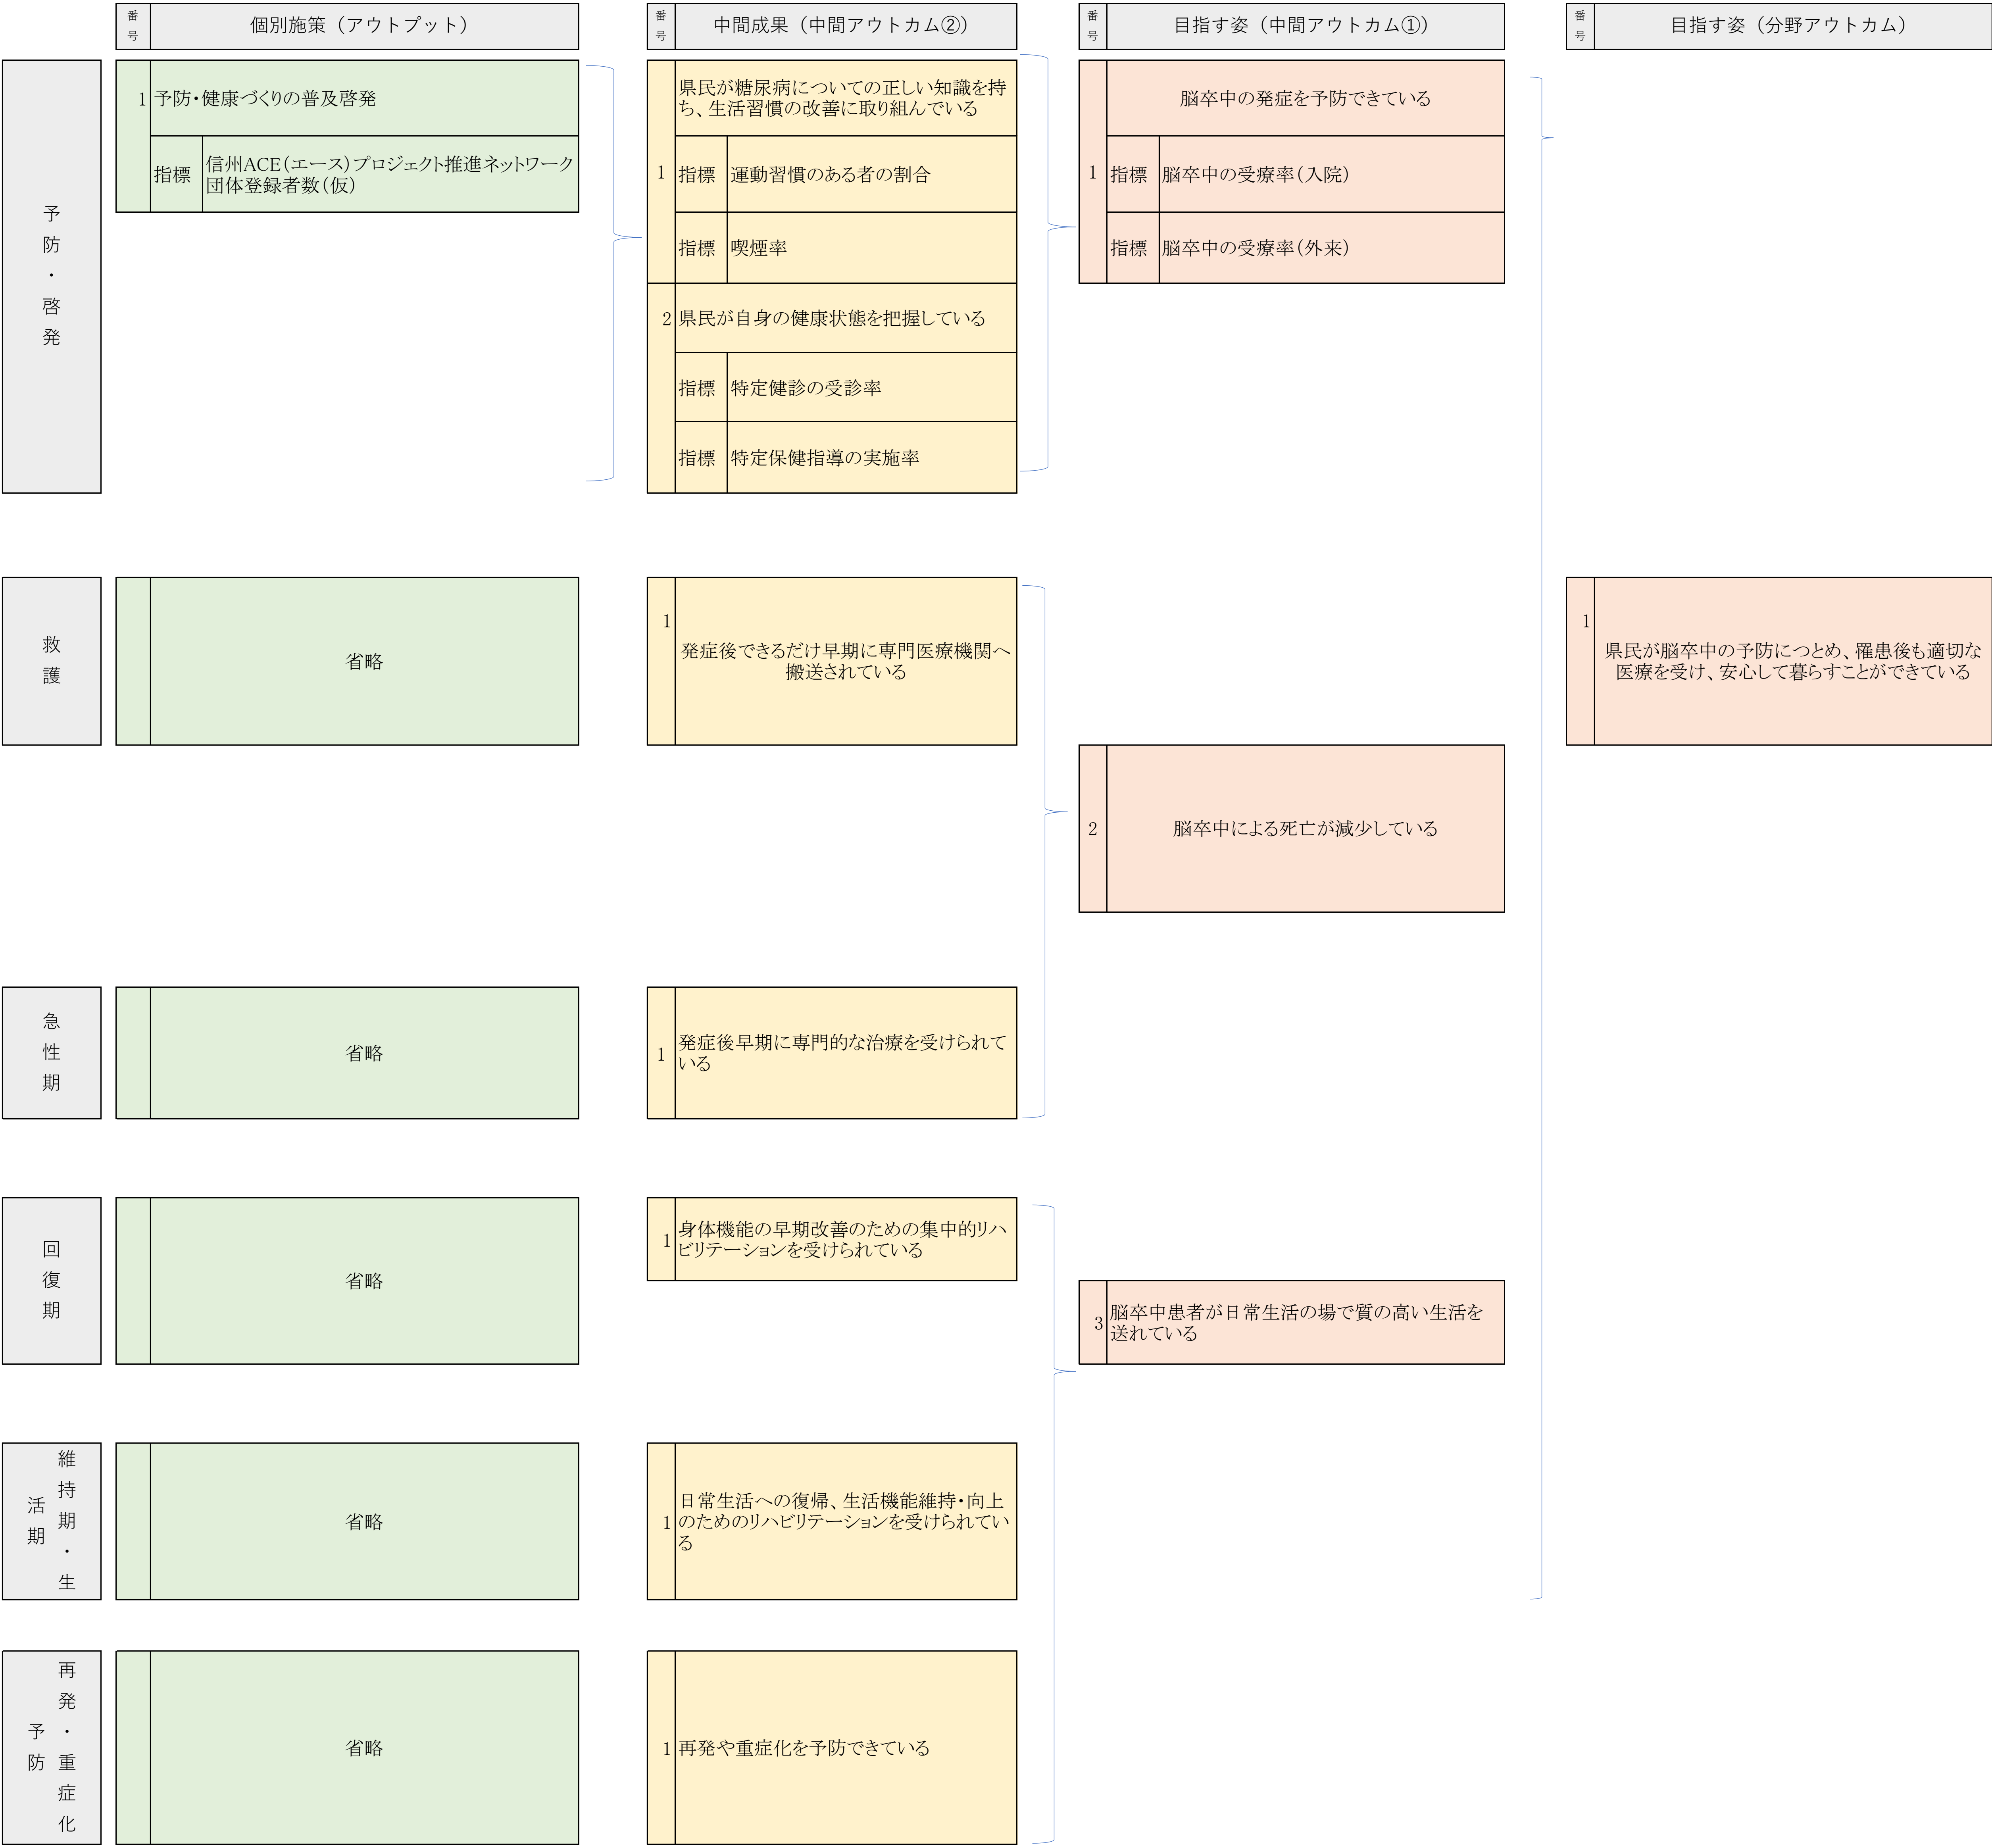 番号
個別施策（アウトプット）
番号
中間成果（中間アウトカム②）
番号
目指す姿（中間アウトカム①）
番号
目指す姿（分野アウトカム）
予防・啓発
1
予防・健康づくりの普及啓発
指標
信州ACE（エース）プロジェクト推進ネットワーク
団体登録者数（仮）
1
県民が糖尿病についての正しい知識を持
ち、生活習慣の改善に取り組んでいる
指標
運動習慣のある者の割合
指標
喫煙率
2
県民が自身の健康状態を把握している
指標
特定健診の受診率
指標
特定保健指導の実施率
1
脳卒中の発症を予防できている
指標
脳卒中の受療率（入院）
指標
脳卒中の受療率（外来）
救護
省略
1
発症後できるだけ早期に専門医療機関へ
搬送されている
2
脳卒中による死亡が減少している
1
県民が脳卒中の予防につとめ、罹患後も適切な
医療を受け、安心して暮らすことができている
急性期
省略
1
発症後早期に専門的な治療を受けられて
いる
回復期
省略
1
身体機能の早期改善のための集中的リハ
ビリテーションを受けられている
3
脳卒中患者が日常生活の場で質の高い生活を
送れている
維持期・生
活期
省略
1
日常生活への復帰、生活機能維持・向上
のためのリハビリテーションを受けられてい
る
再発・重症化
予防
省略
1
再発や重症化を予防できている